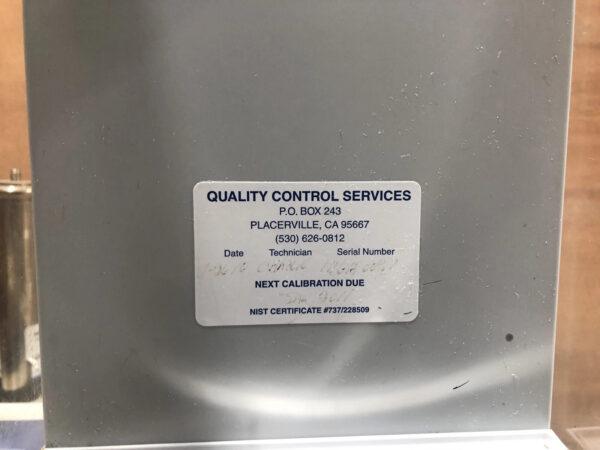 QUALITY CONTROL SERVICES
P.O. BOX 243
PLACERVILLE, CA 95667
(530) 626-0812
Date Technician Serial Number
NEXT CALIBRATION DUE
NIST CERTIFICATE #737/228509